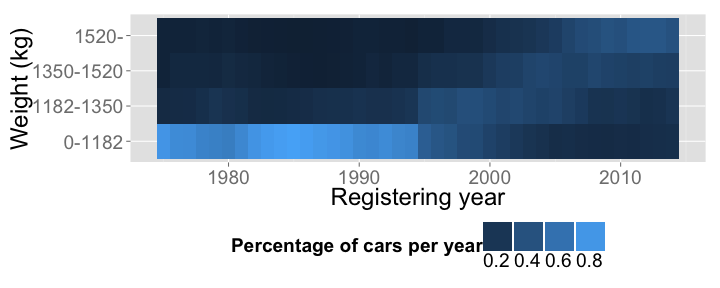 Weight (kg)
1520-
1350-1520
1182-1350
0-1182
1980 1990 2000 2010
Registering year
Percentage of cars per year
0.2 0.4 0.6 0.8